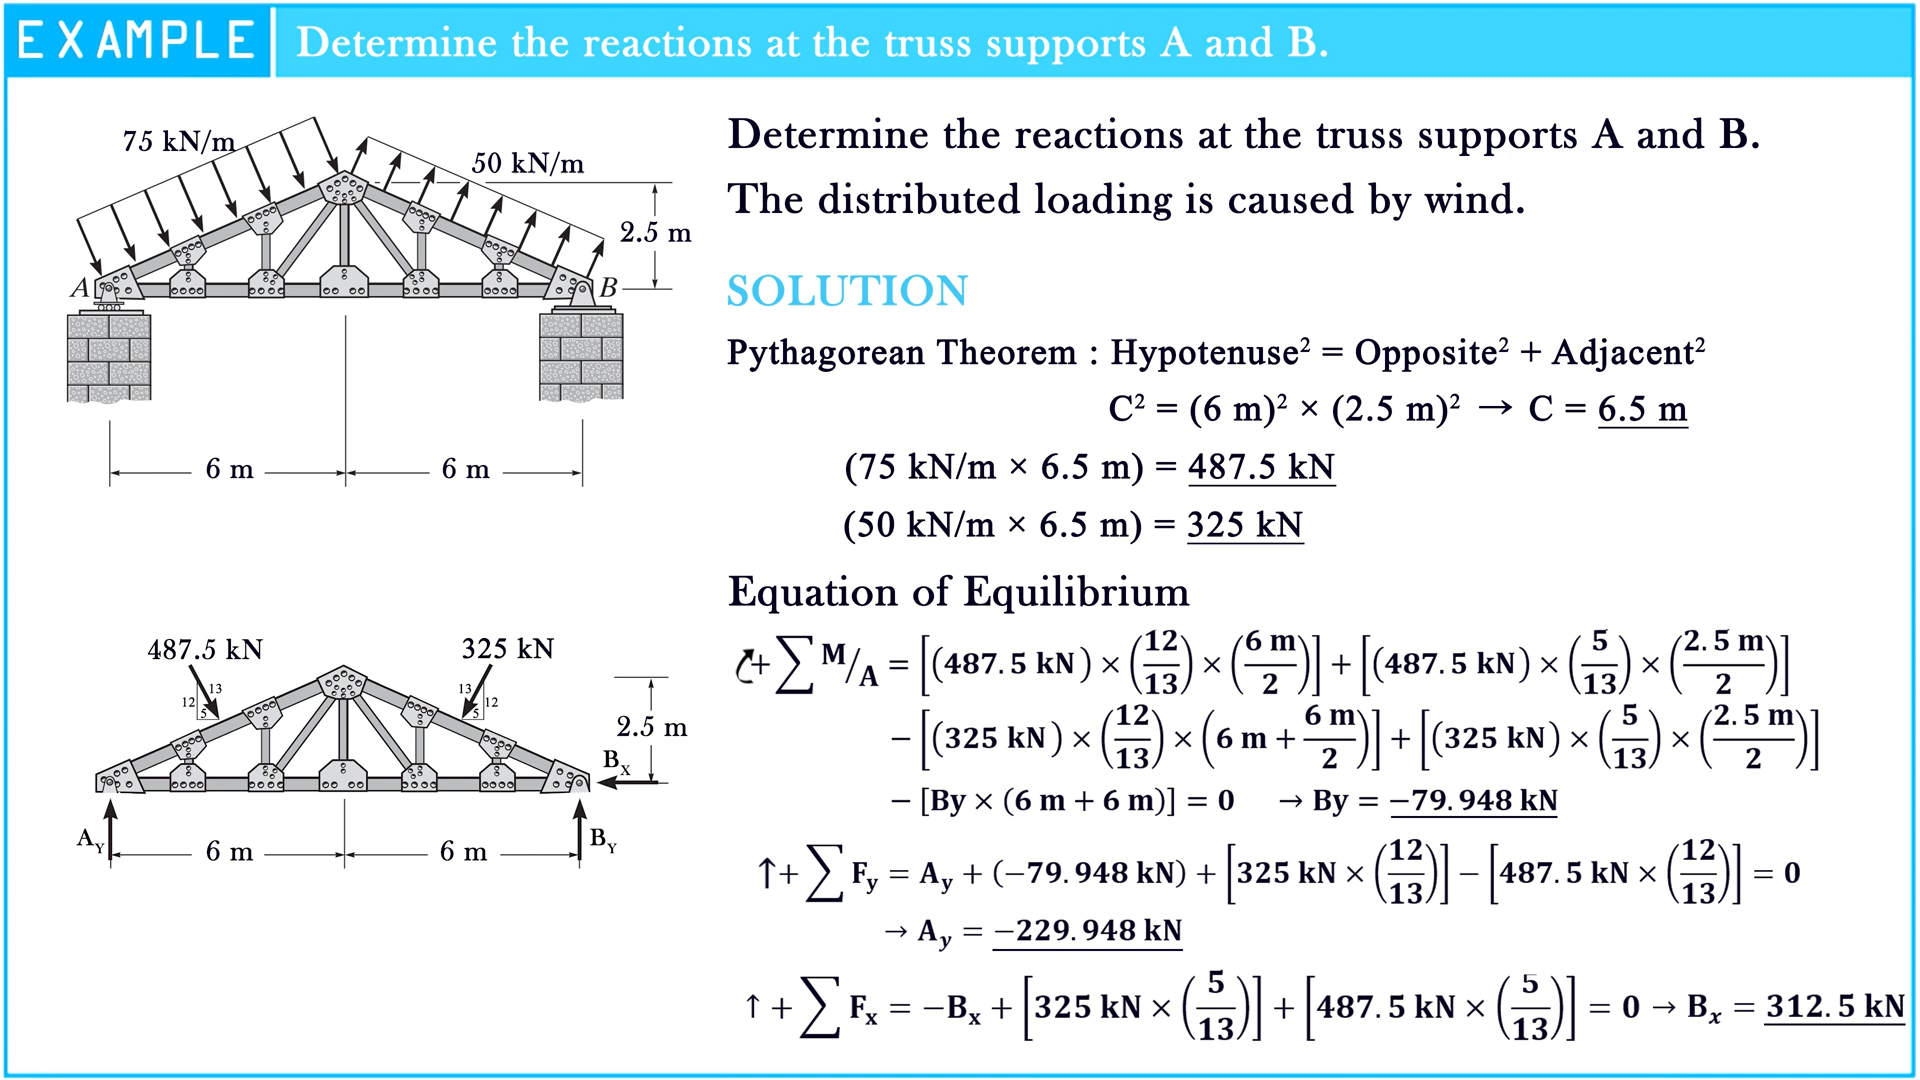 EXAMPLE
Determine the reactions at the truss supports A and B.
75 kN/m
50 kN/m
2.5 m
A
B
6 m
6 m
Determine the reactions at the truss supports A and B.
The distributed loading is caused by wind.
SOLUTION
Pythagorean Theorem : Hypotenuse² = Opposite² + Adjacent²
C² = (6 m)² × (2.5 m)² → C = 6.5 m
(75 kN/m × 6.5 m) = 487.5 kN
(50 kN/m × 6.5 m) = 325 kN
487.5 kN
325 kN
12 13 5
13 12 5
2.5 m
Bₓ
A_Y
B_Y
6 m
6 m
Equation of Equilibrium
↻+ ∑ M/A = [(487.5 kN) × (12/13) × (6 m/2)] + [(487.5 kN) × (5/13) × (2.5 m/2)]
− [(325 kN) × (12/13) × (6 m + 6 m/2)] + [(325 kN) × (5/13) × (2.5 m/2)]
− [By × (6 m + 6 m)] = 0 → By = −79.948 kN
↑+ ∑ F_y = A_y + (−79.948 kN) + [325 kN × (12/13)] − [487.5 kN × (12/13)] = 0
→ A_y = −229.948 kN
↑ + ∑ Fₓ = −Bₓ + [325 kN × (5/13)] + [487.5 kN × (5/13)] = 0 → Bₓ = 312.5 kN